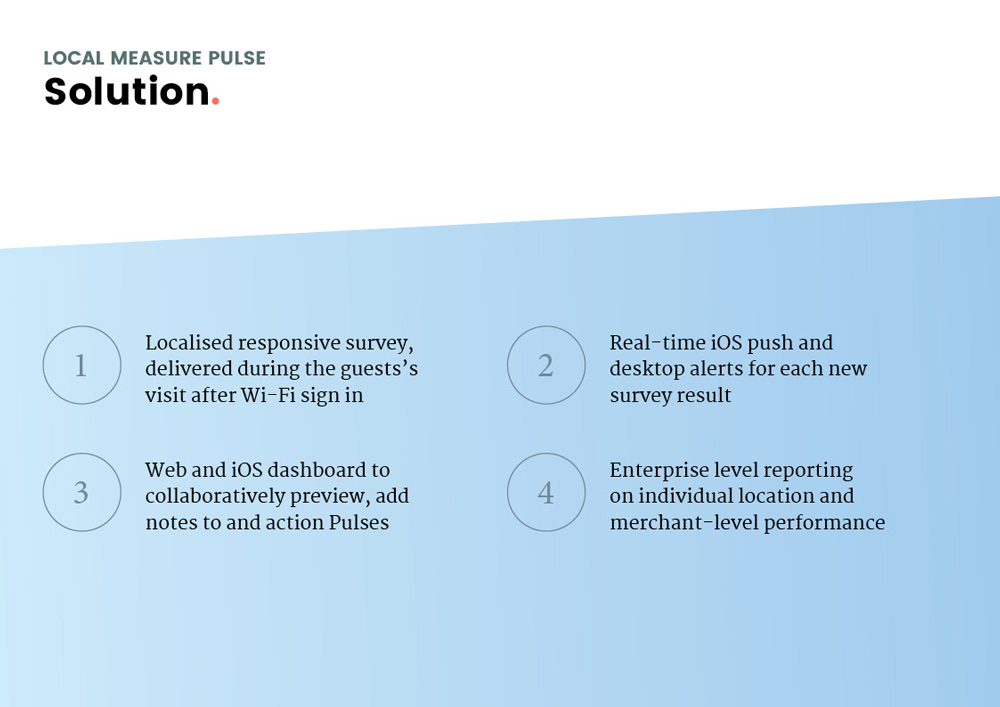 LOCAL MEASURE PULSE
Solution.
1
Localised responsive survey,
delivered during the guests’s
visit after Wi-Fi sign in
2
Real-time iOS push and
desktop alerts for each new
survey result
3
Web and iOS dashboard to
collaboratively preview, add
notes to and action Pulses
4
Enterprise level reporting
on individual location and
merchant-level performance